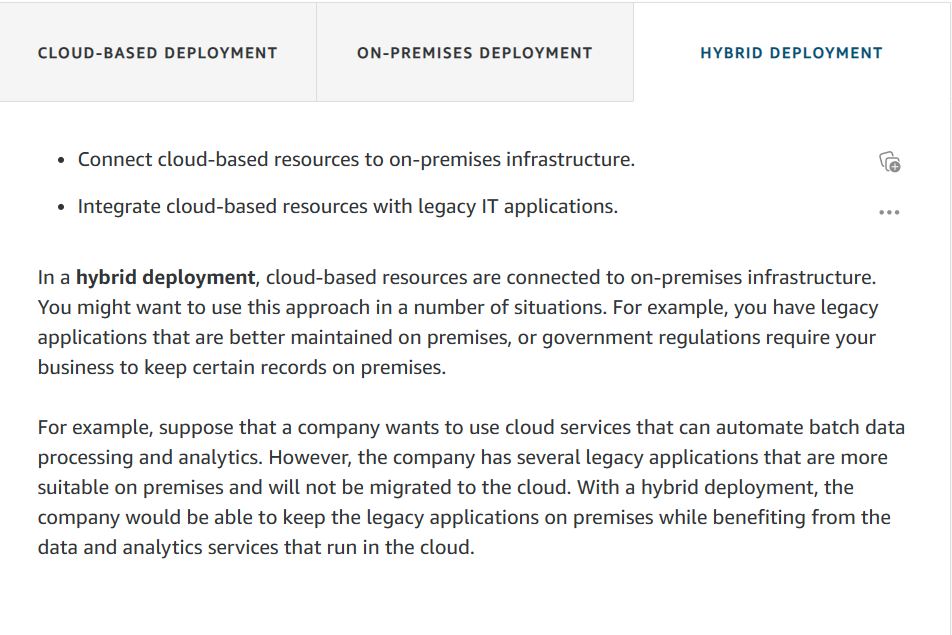 CLOUD-BASED DEPLOYMENT
ON-PREMISES DEPLOYMENT
HYBRID DEPLOYMENT
• Connect cloud-based resources to on-premises infrastructure.
• Integrate cloud-based resources with legacy IT applications.
In a hybrid deployment, cloud-based resources are connected to on-premises infrastructure.
You might want to use this approach in a number of situations. For example, you have legacy
applications that are better maintained on premises, or government regulations require your
business to keep certain records on premises.
For example, suppose that a company wants to use cloud services that can automate batch data
processing and analytics. However, the company has several legacy applications that are more
suitable on premises and will not be migrated to the cloud. With a hybrid deployment, the
company would be able to keep the legacy applications on premises while benefiting from the
data and analytics services that run in the cloud.